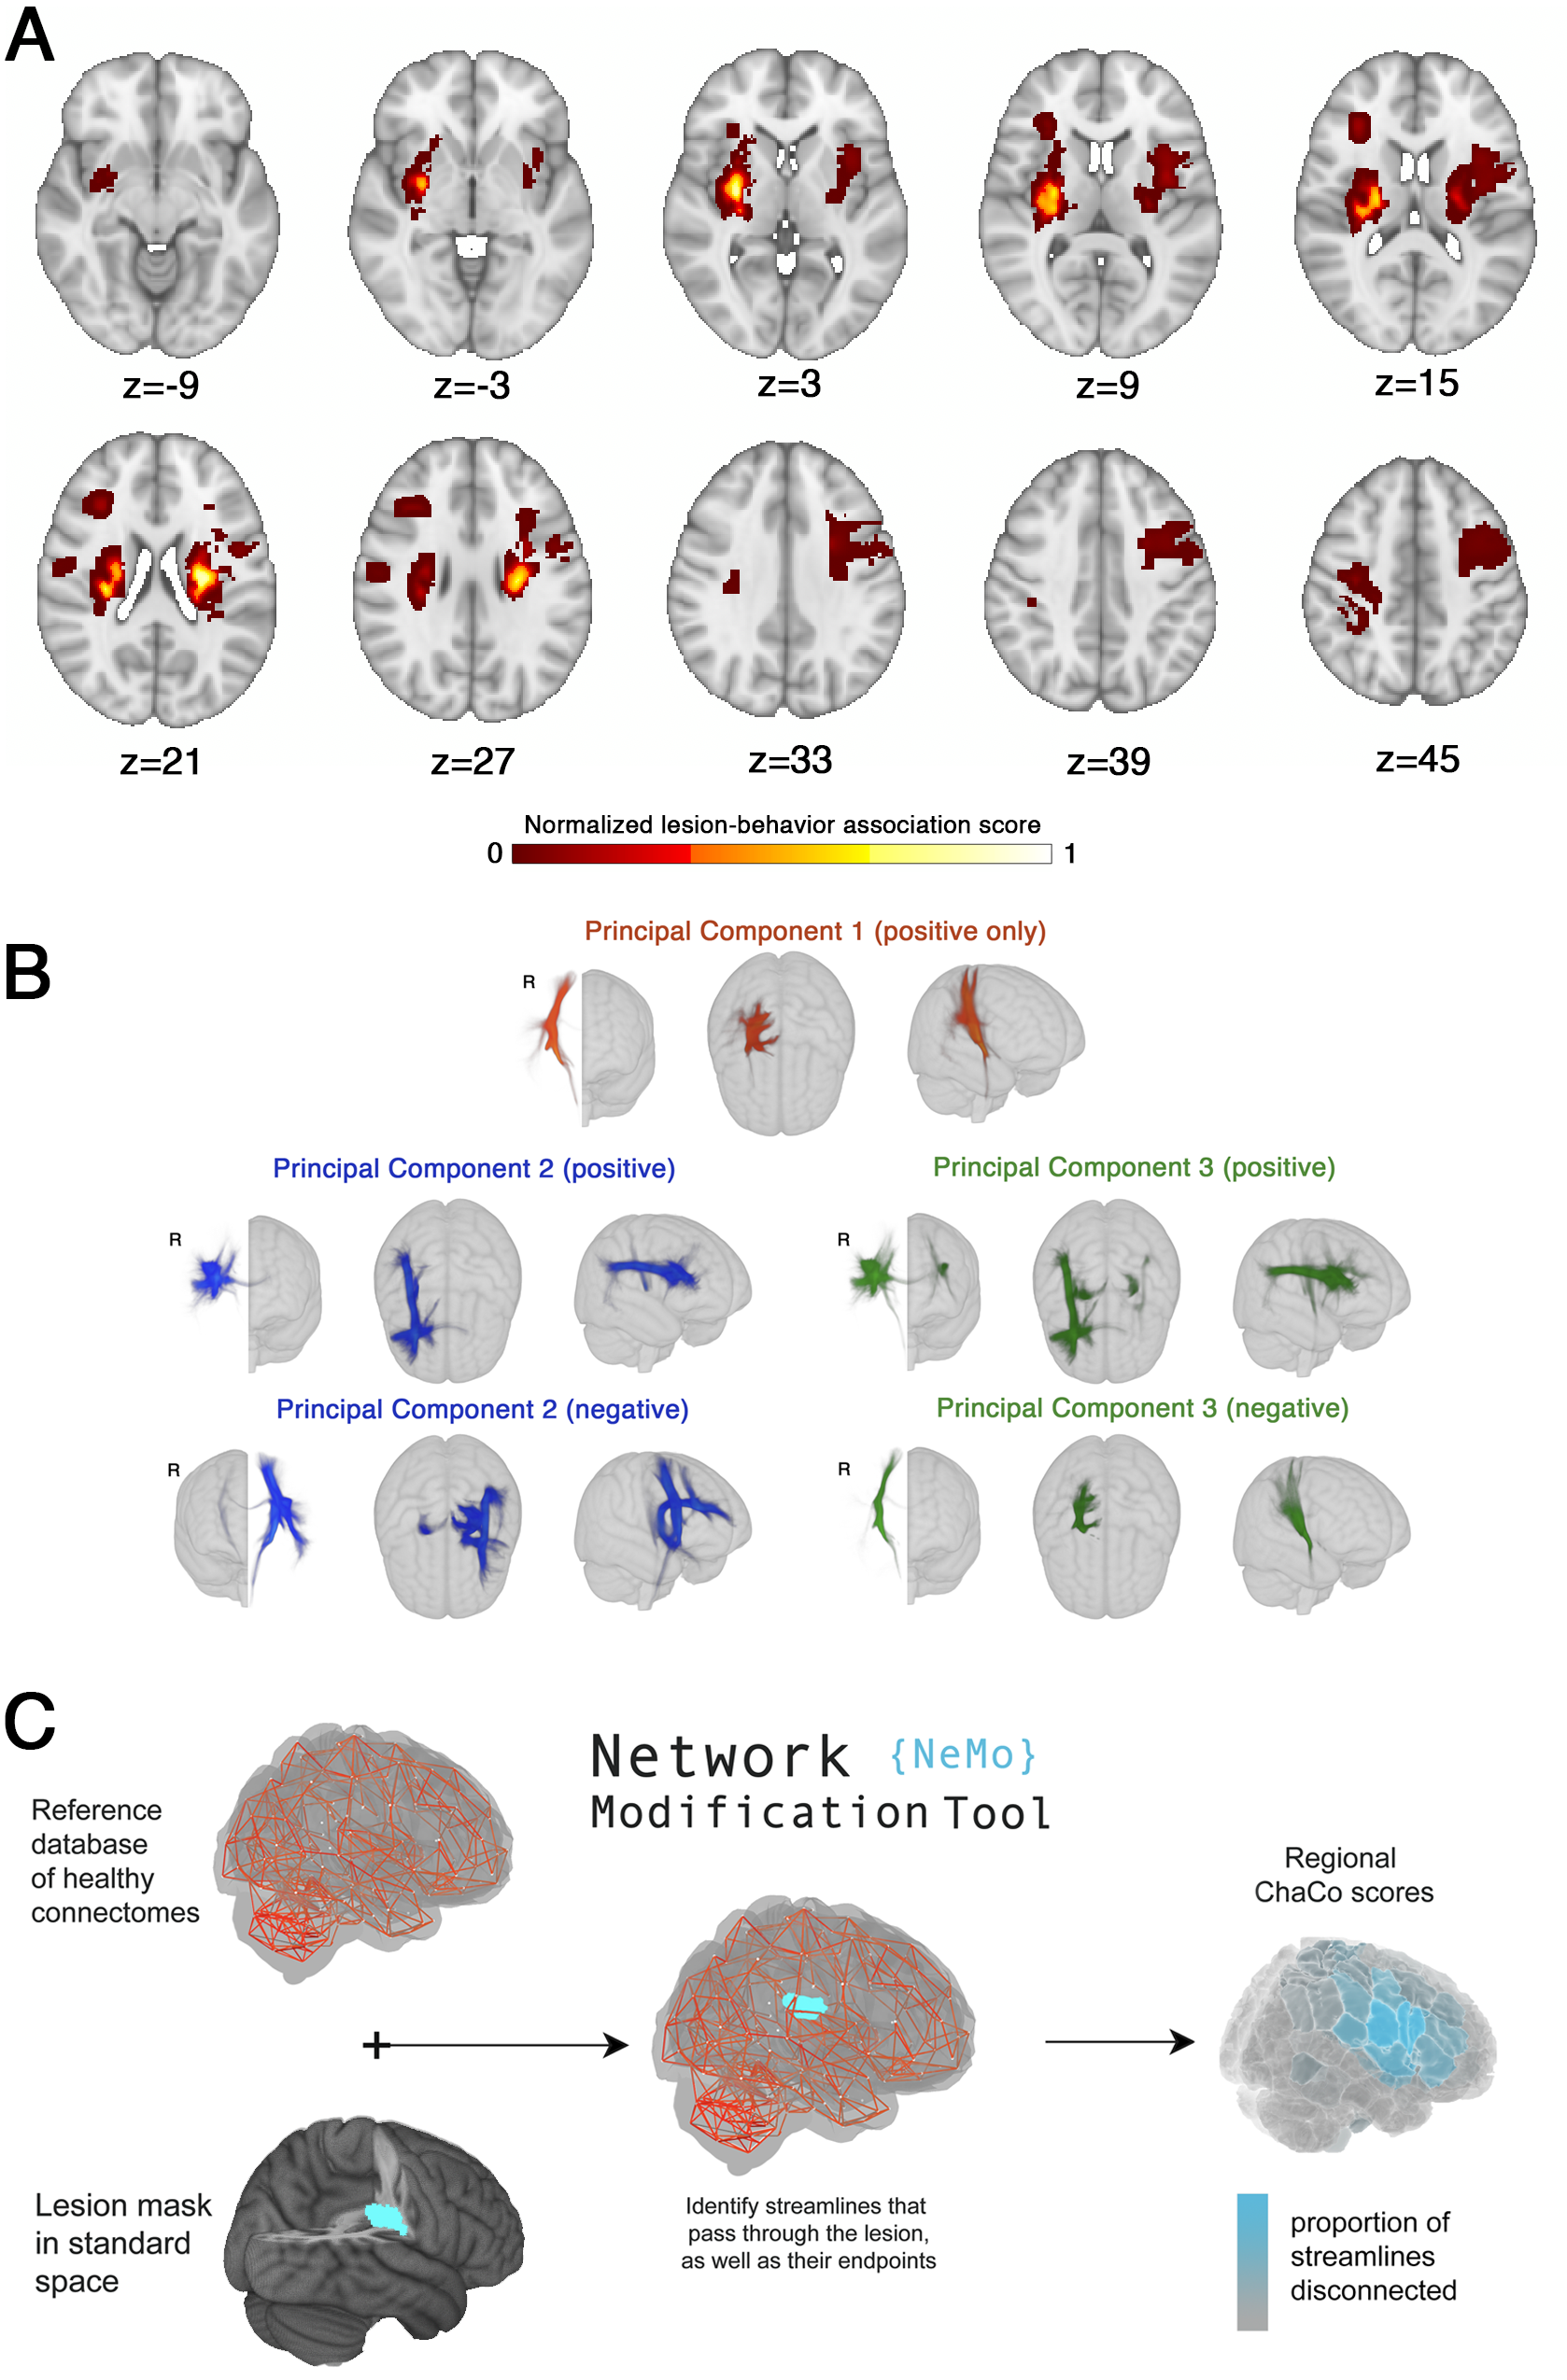 A
z=-9
z=-3
z=3
z=9
z=15
z=21
z=27
z=33
z=39
z=45
Normalized lesion-behavior association score
0
1
B
Principal Component 1 (positive only)
R
Principal Component 2 (positive)
Principal Component 3 (positive)
R
R
Principal Component 2 (negative)
Principal Component 3 (negative)
R
R
C
Network {NeMo}
Modification Tool
Reference
database
of healthy
connectomes
Regional
ChaCo scores
+
Lesion mask
in standard
space
Identify streamlines that
pass through the lesion,
as well as their endpoints
proportion of
streamlines
disconnected